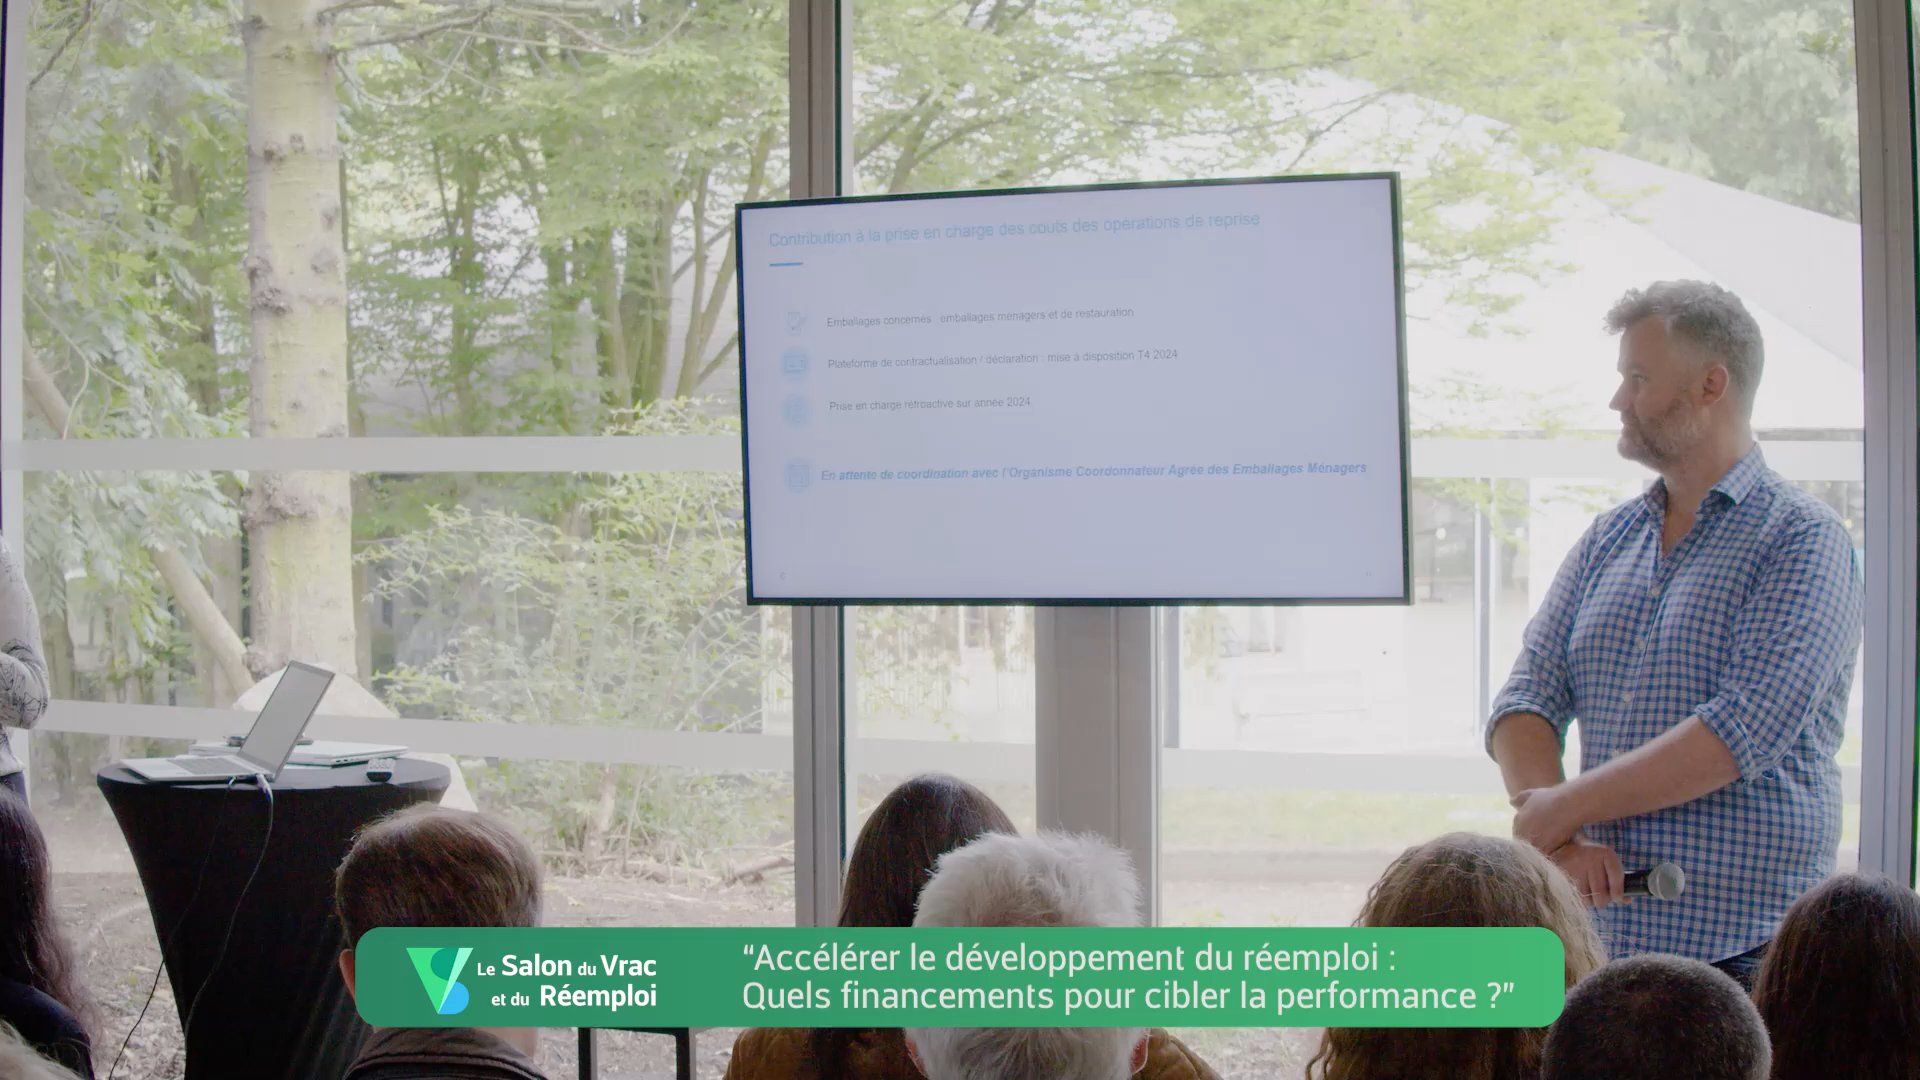 Contribution à la prise en charge des couts des opérations de reprise
Emballages concernés : emballages ménagers et de restauration
Plateforme de contractualisation / déclaration : mise à disposition T4 2024
Prise en charge rétroactive sur année 2024
En attente de coordination avec l'Organisme Coordonnateur Agrée des Emballages Ménagers
Le Salon du Vrac
et du Réemploi
“Accélérer le développement du réemploi :
Quels financements pour cibler la performance ?”